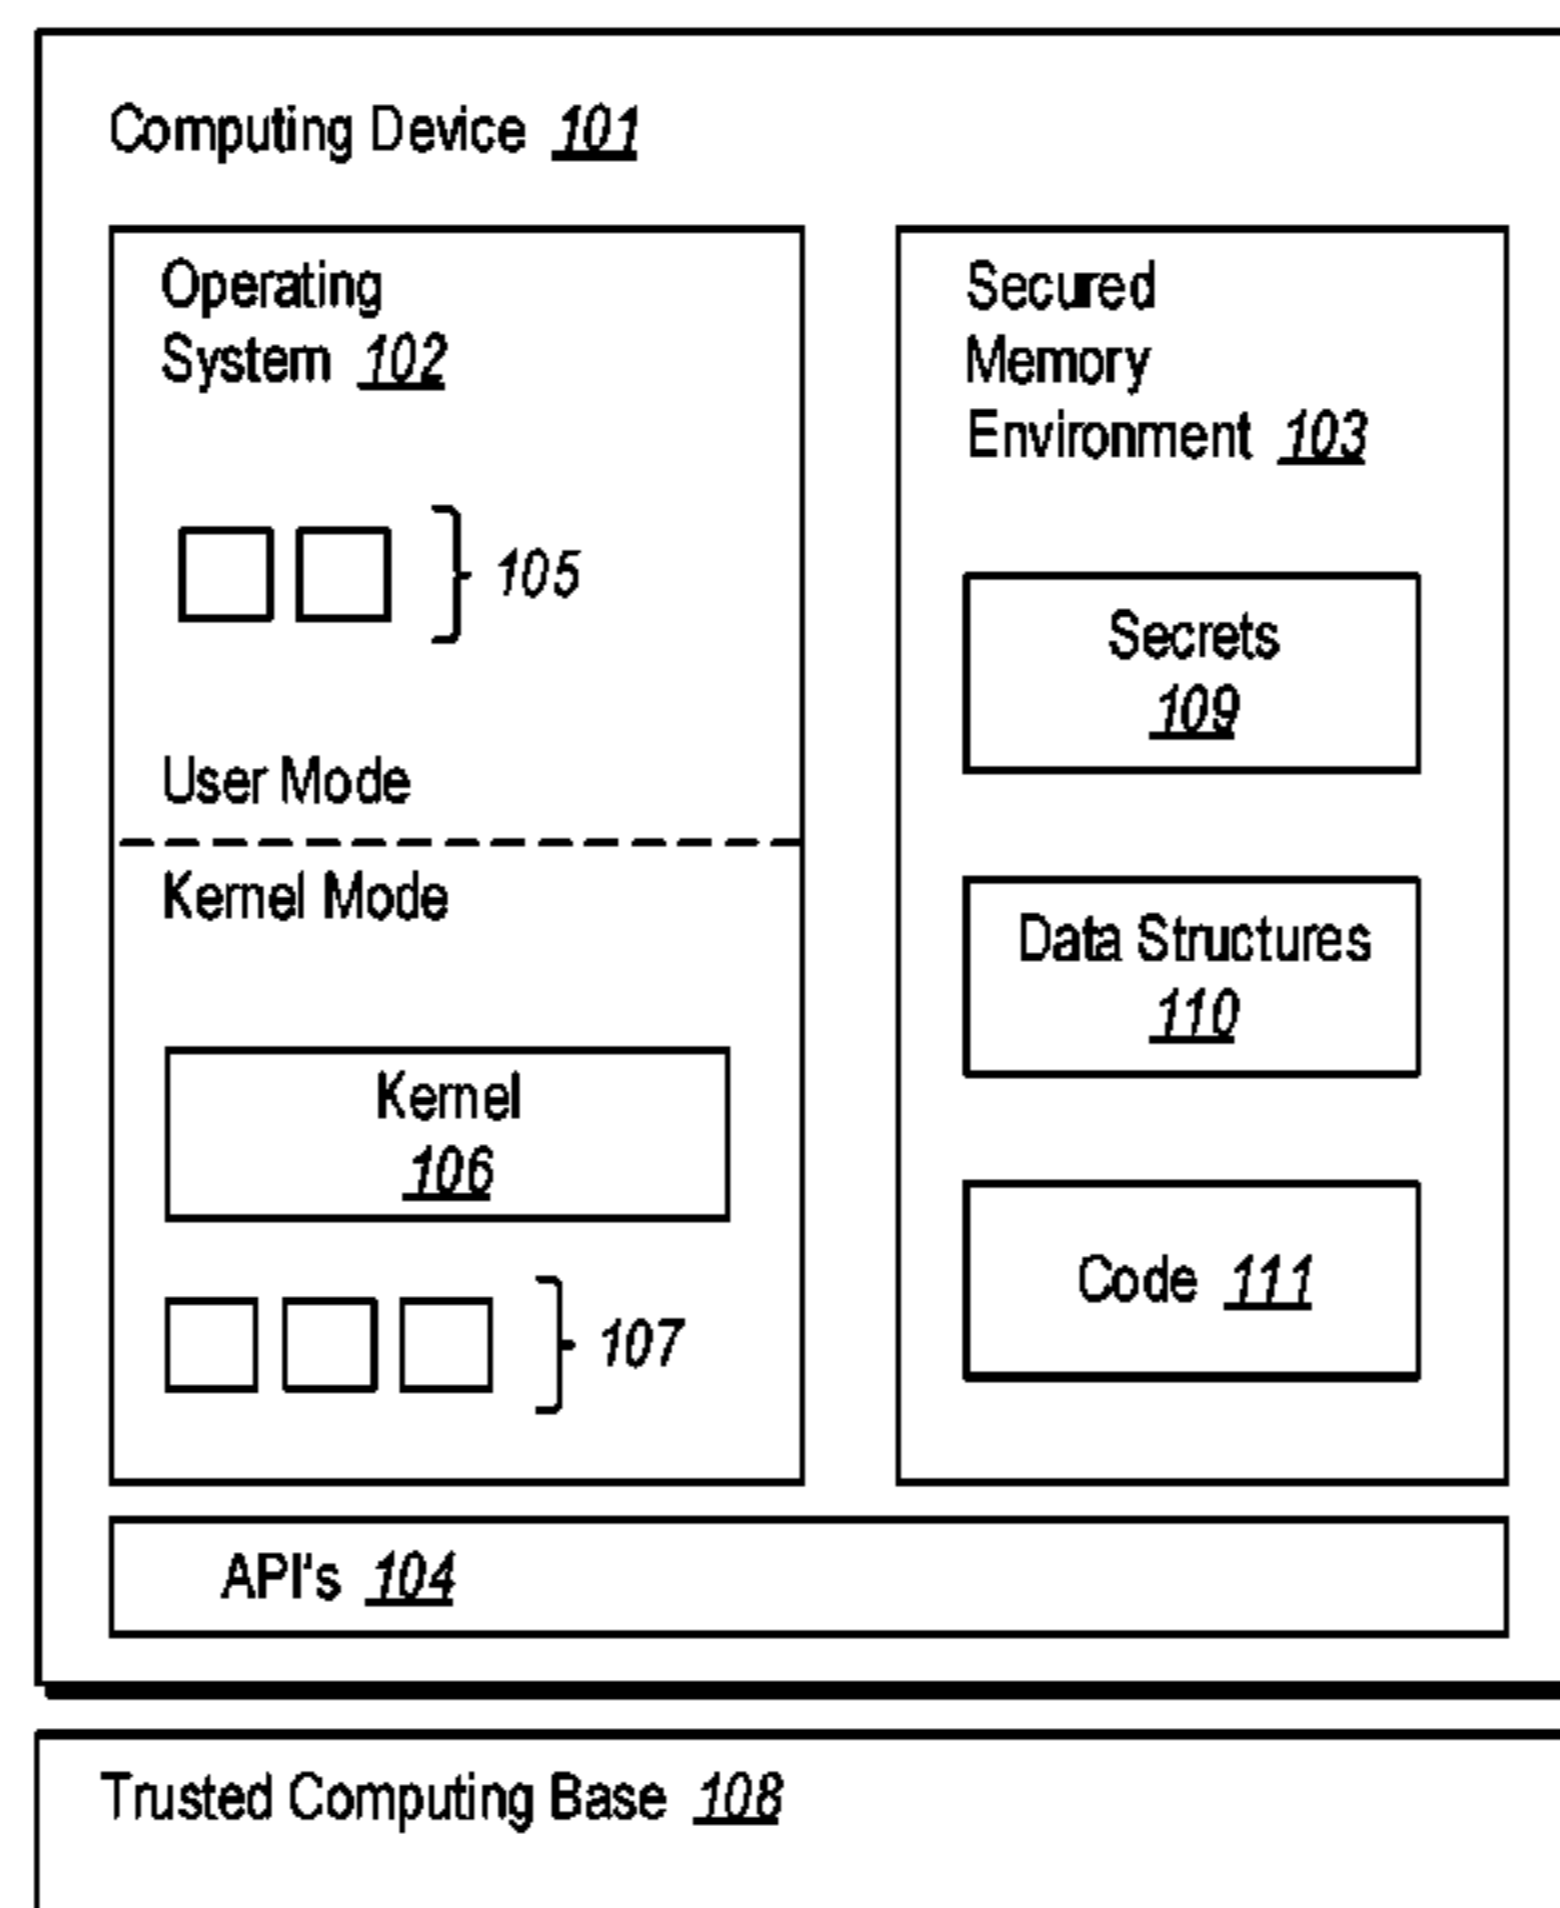 Computing Device 101
Operating
System 102
105
User Mode
Kernel Mode
Kernel
106
107
Secured
Memory
Environment 103
Secrets
109
Data Structures
110
Code 111
API's 104
Trusted Computing Base 108